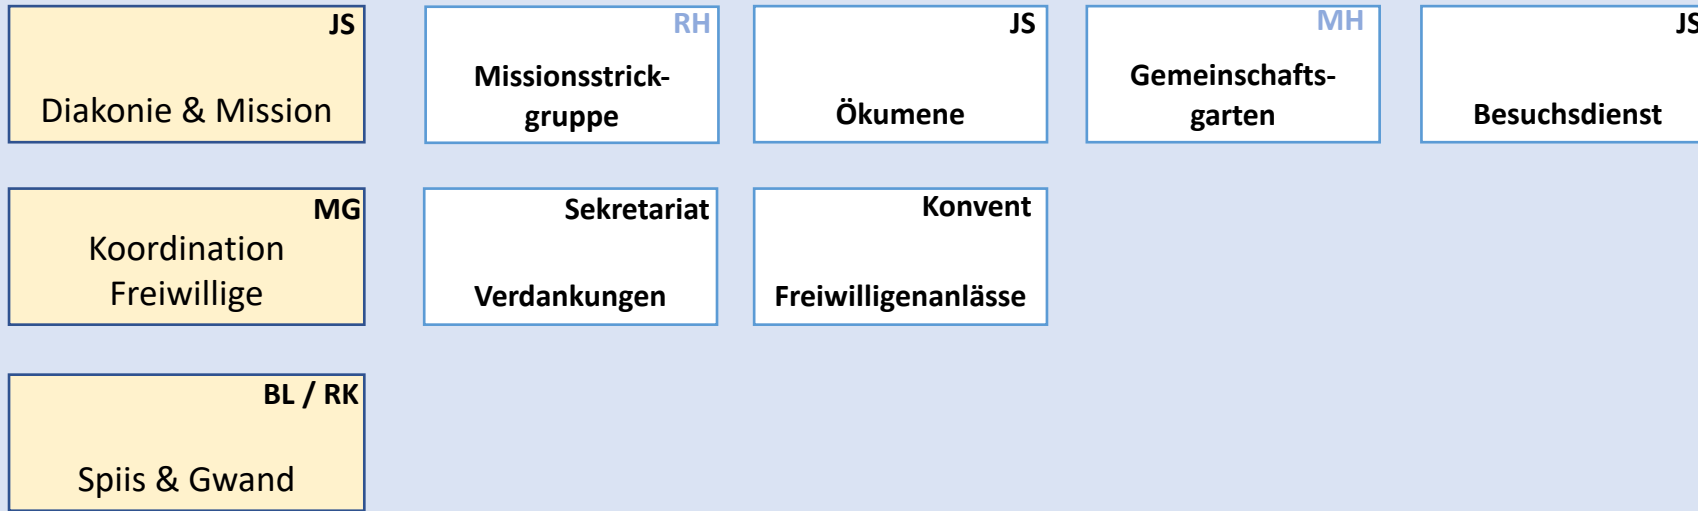 JS
Diakonie & Mission
RH
Missionsstrick-
gruppe
JS
Ökumene
MH
Gemeinschafts-
garten
JS
Besuchsdienst
MG
Koordination
Freiwillige
Sekretariat
Verdankungen
Konvent
Freiwilligenanlässe
BL / RK
Spiis & Gwand